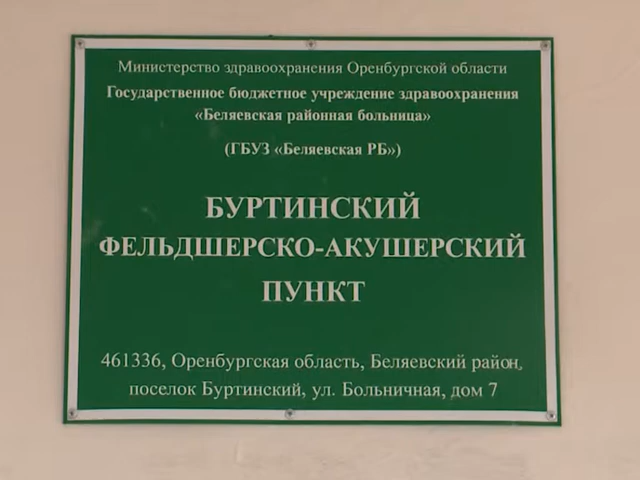 Министерство здравоохранения Оренбургской области
Государственное бюджетное учреждение здравоохранения
«Беляевская районная больница»
(ГБУЗ «Беляевская РБ»)
БУРТИНСКИЙ
ФЕЛЬДШЕРСКО-АКУШЕРСКИЙ
ПУНКТ
461336, Оренбургская область, Беляевский район,
поселок Буртинский, ул. Больничная, дом 7